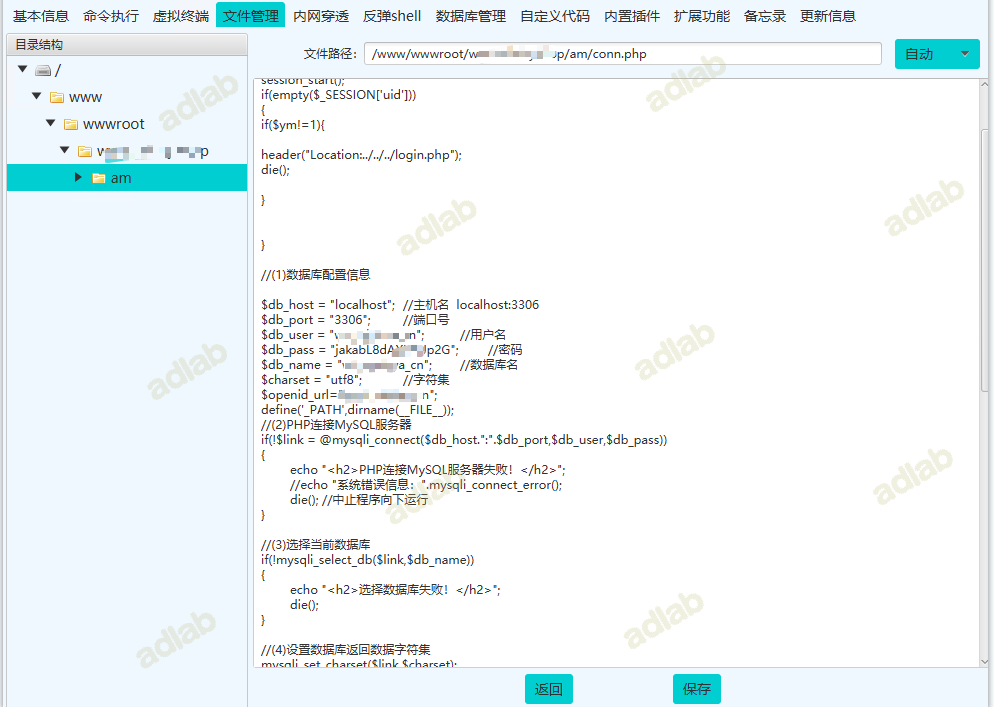 基本信息 命令执行 虚拟终端 文件管理 内网穿透 反弹shell 数据库管理 自定义代码 内置插件 扩展功能 备忘录 更新信息
目录结构
/
www
wwwroot
am
文件路径: /www/wwwroot/ /am/conn.php
自动
session_start();
if(empty($_SESSION['uid']))
{
if($ym!=1){
header("Location:../../../login.php");
die();
}
}
//(1)数据库配置信息
$db_host = "localhost"; //主机名 localhost:3306
$db_port = "3306"; //端口号
$db_user = " "; //用户名
$db_pass = " "; //密码
$db_name = " "; //数据库名
$charset = "utf8"; //字符集
$openid_url= ";
define('_PATH',dirname(__FILE__));
//(2)PHP连接MySQL服务器
if(!$link = @mysqli_connect($db_host.":".$db_port,$db_user,$db_pass))
{
echo "<h2>PHP连接MySQL服务器失败！</h2>";
//echo "系统错误信息：".mysqli_connect_error();
die(); //中止程序向下运行
}
//(3)选择当前数据库
if(!mysqli_select_db($link,$db_name))
{
echo "<h2>选择数据库失败！</h2>";
die();
}
//(4)设置数据库返回数据字符集
mysqli_set_charset($link,$charset);
返回 保存
adlab
adlab
adlab
adlab
adlab
adlab
adlab
adlab
adlab
adlab